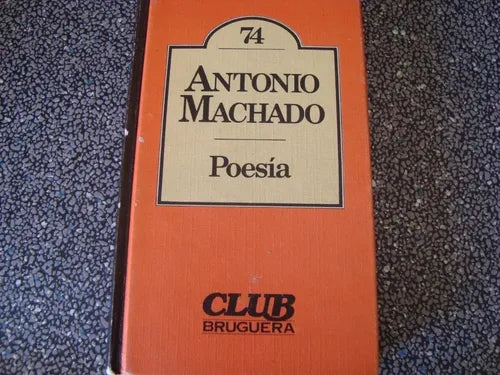 74
ANTONIO
MACHADO
Poesía
CLUB
BRUGUERA